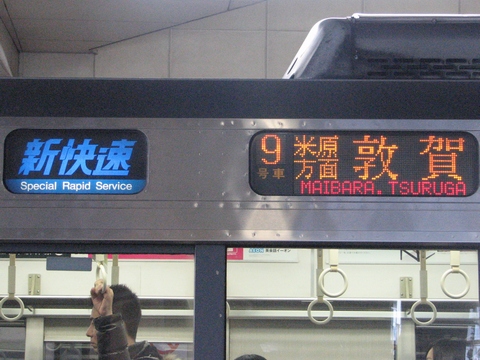 新快速
Special Rapid Service
9号車 米原方面 敦賀
MAIBARA, TSURUGA